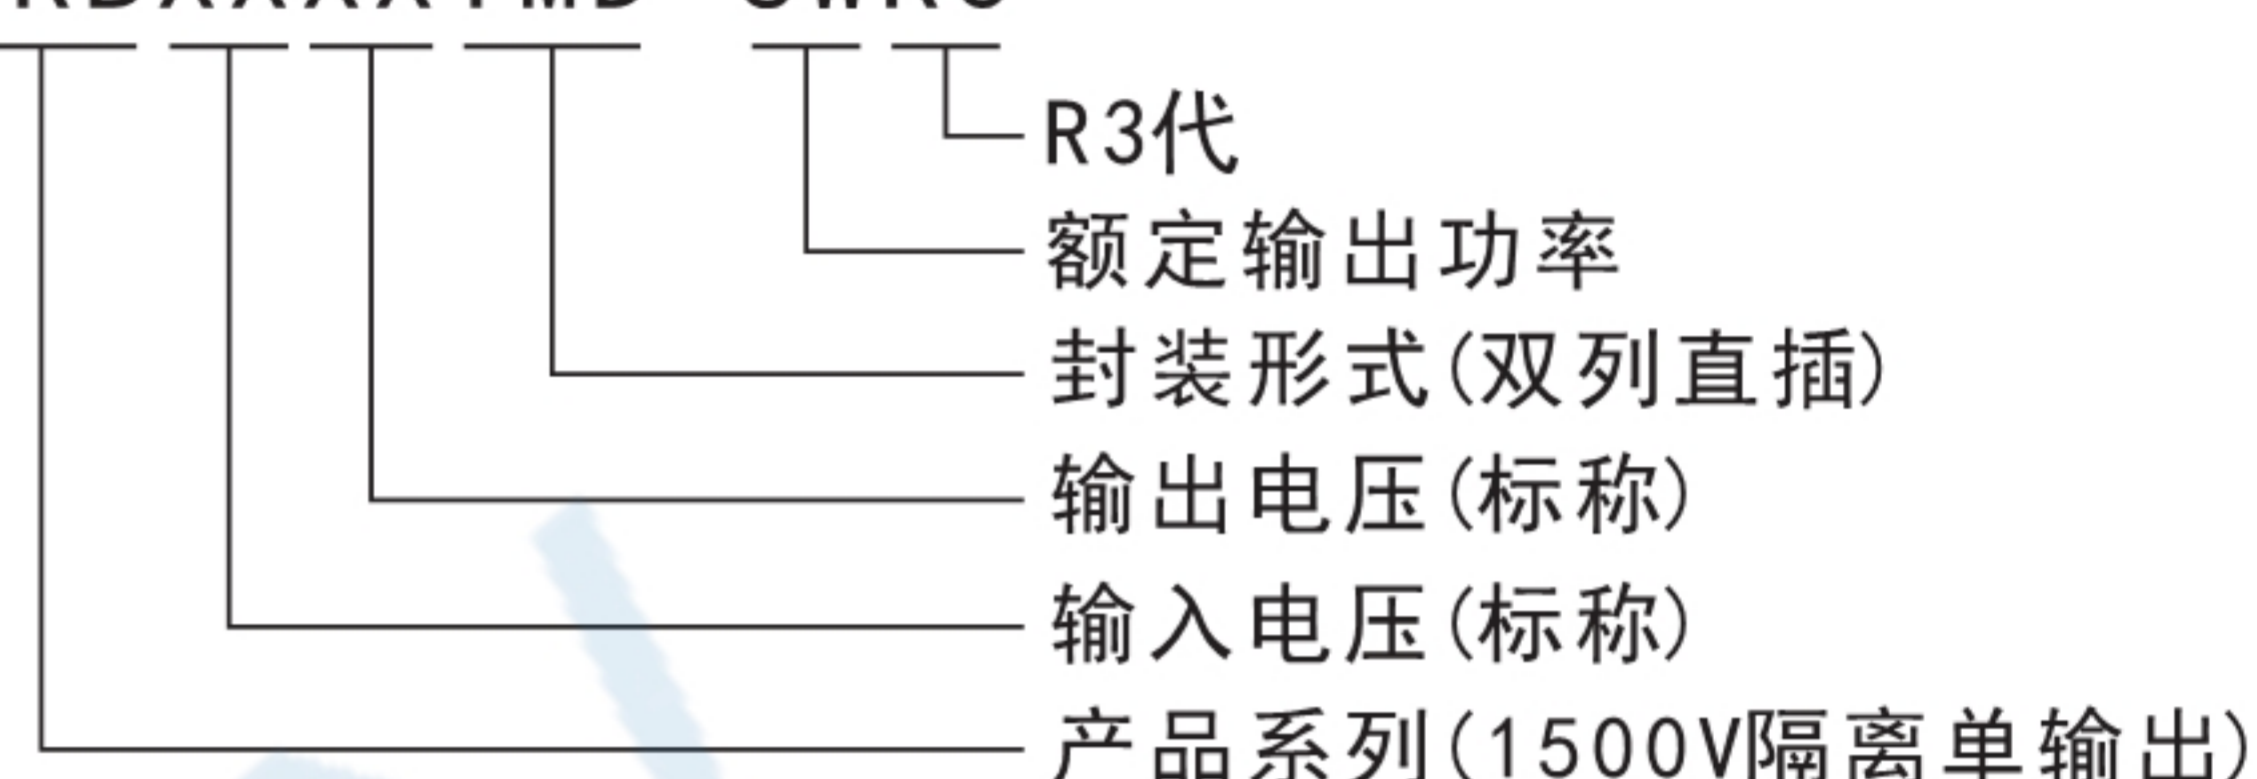 R3代
额定输出功率
封装形式(双列直插)
输出电压(标称)
输入电压(标称)
产品系列(1500V隔离单输出)